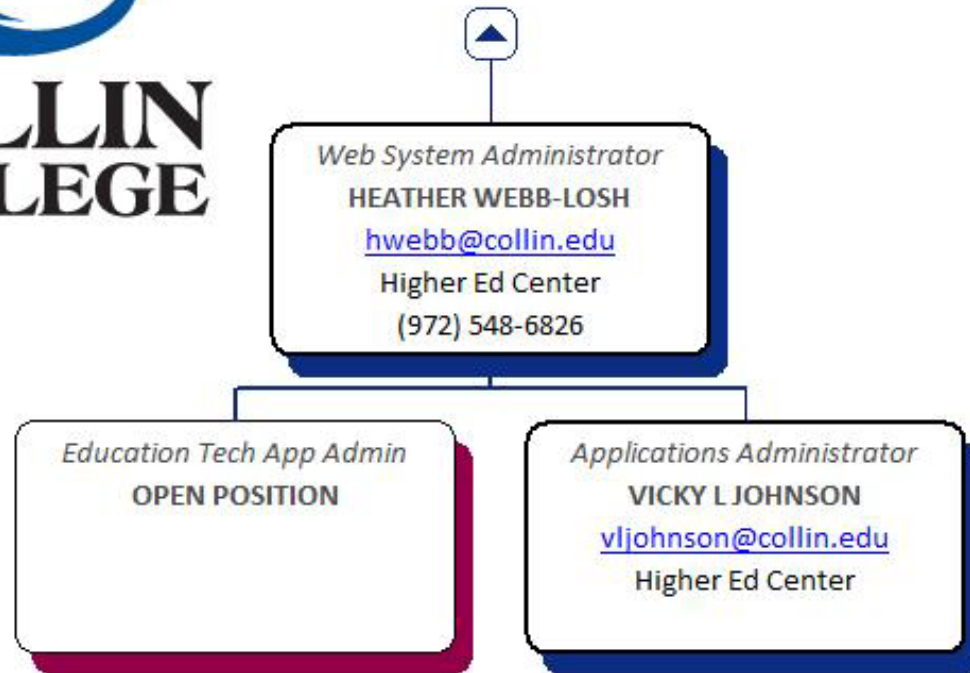 LLIN
LEGE
Web System Administrator
HEATHER WEBB-LOSH
hwebb@collin.edu
Higher Ed Center
(972) 548-6826
Education Tech App Admin
OPEN POSITION
Applications Administrator
VICKY L JOHNSON
vljohnson@collin.edu
Higher Ed Center